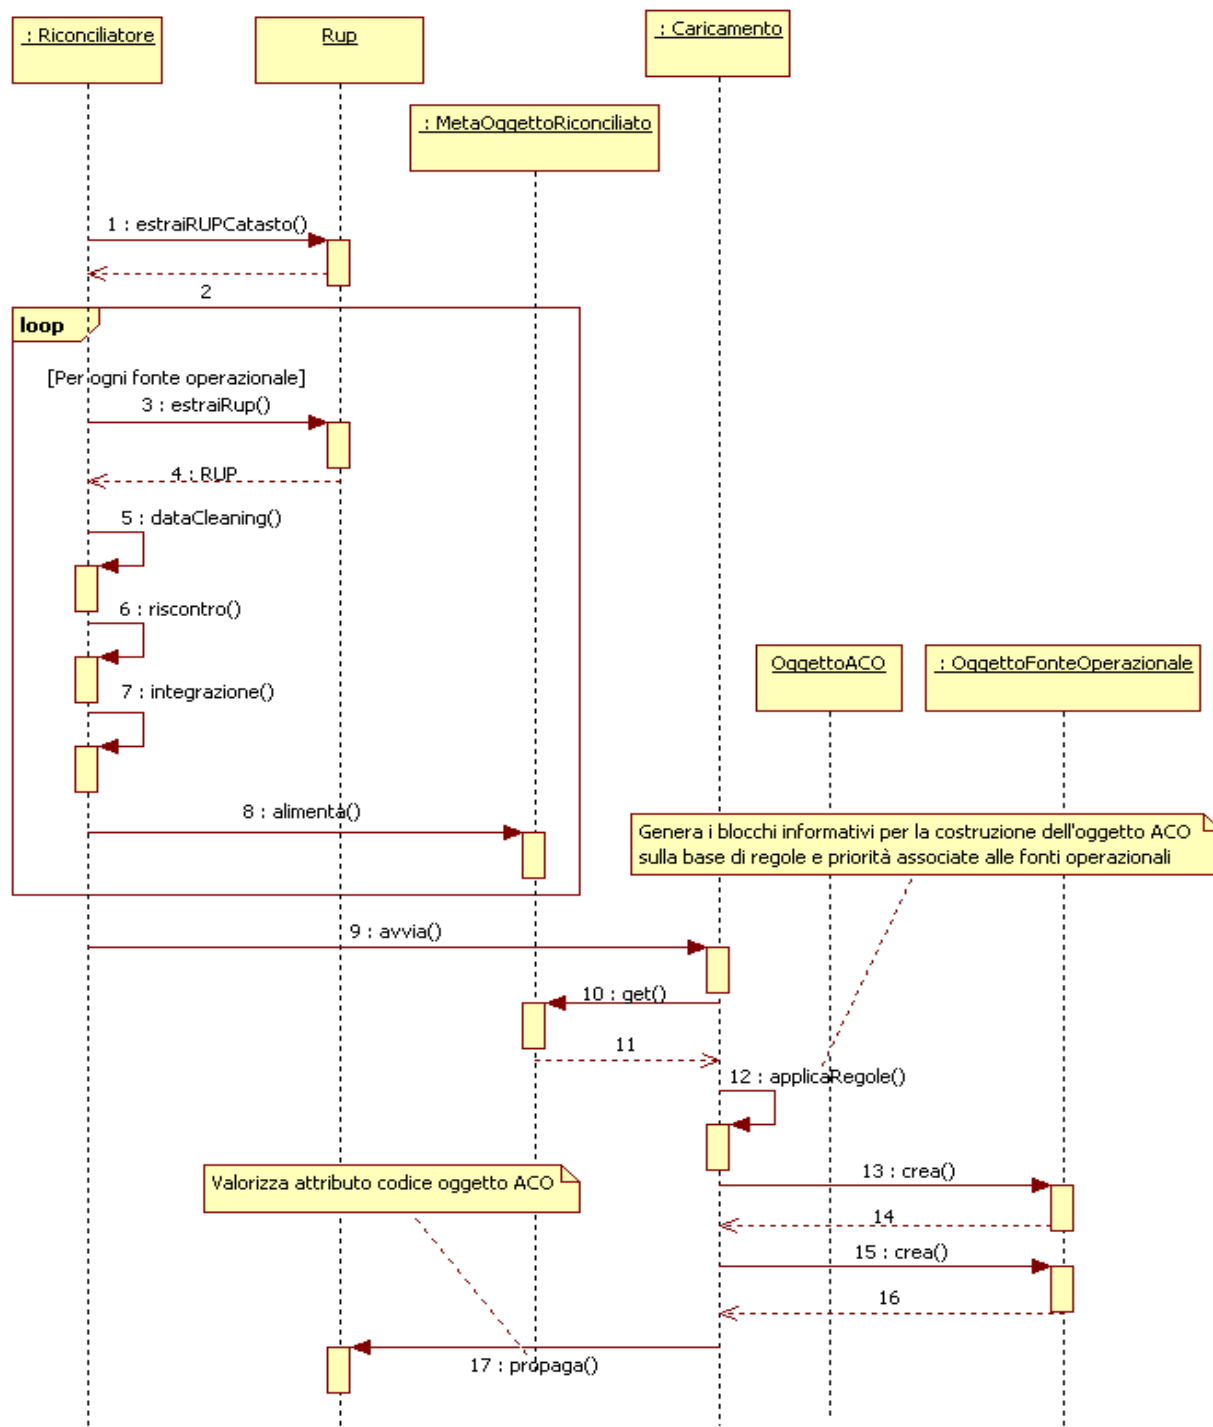 : Riconciliatore
Rup
: Caricamento
: MetaOggettoRiconciliato
1 : estraiRUPCatasto()
2
loop
[Per ogni fonte operazionale]
3 : estraiRup()
4 : RUP
5 : dataCleaning()
6 : riscontro()
7 : integrazione()
OggettoACO
: OggettoFonteOperazionale
8 : alimenta()
Genera i blocchi informativi per la costruzione dell'oggetto ACO
sulla base di regole e priorità associate alle fonti operazionali
9 : avvia()
10 : get()
11
12 : applicaRegole()
13 : crea()
Valorizza attributo codice oggetto ACO
14
15 : crea()
16
17 : propaga()